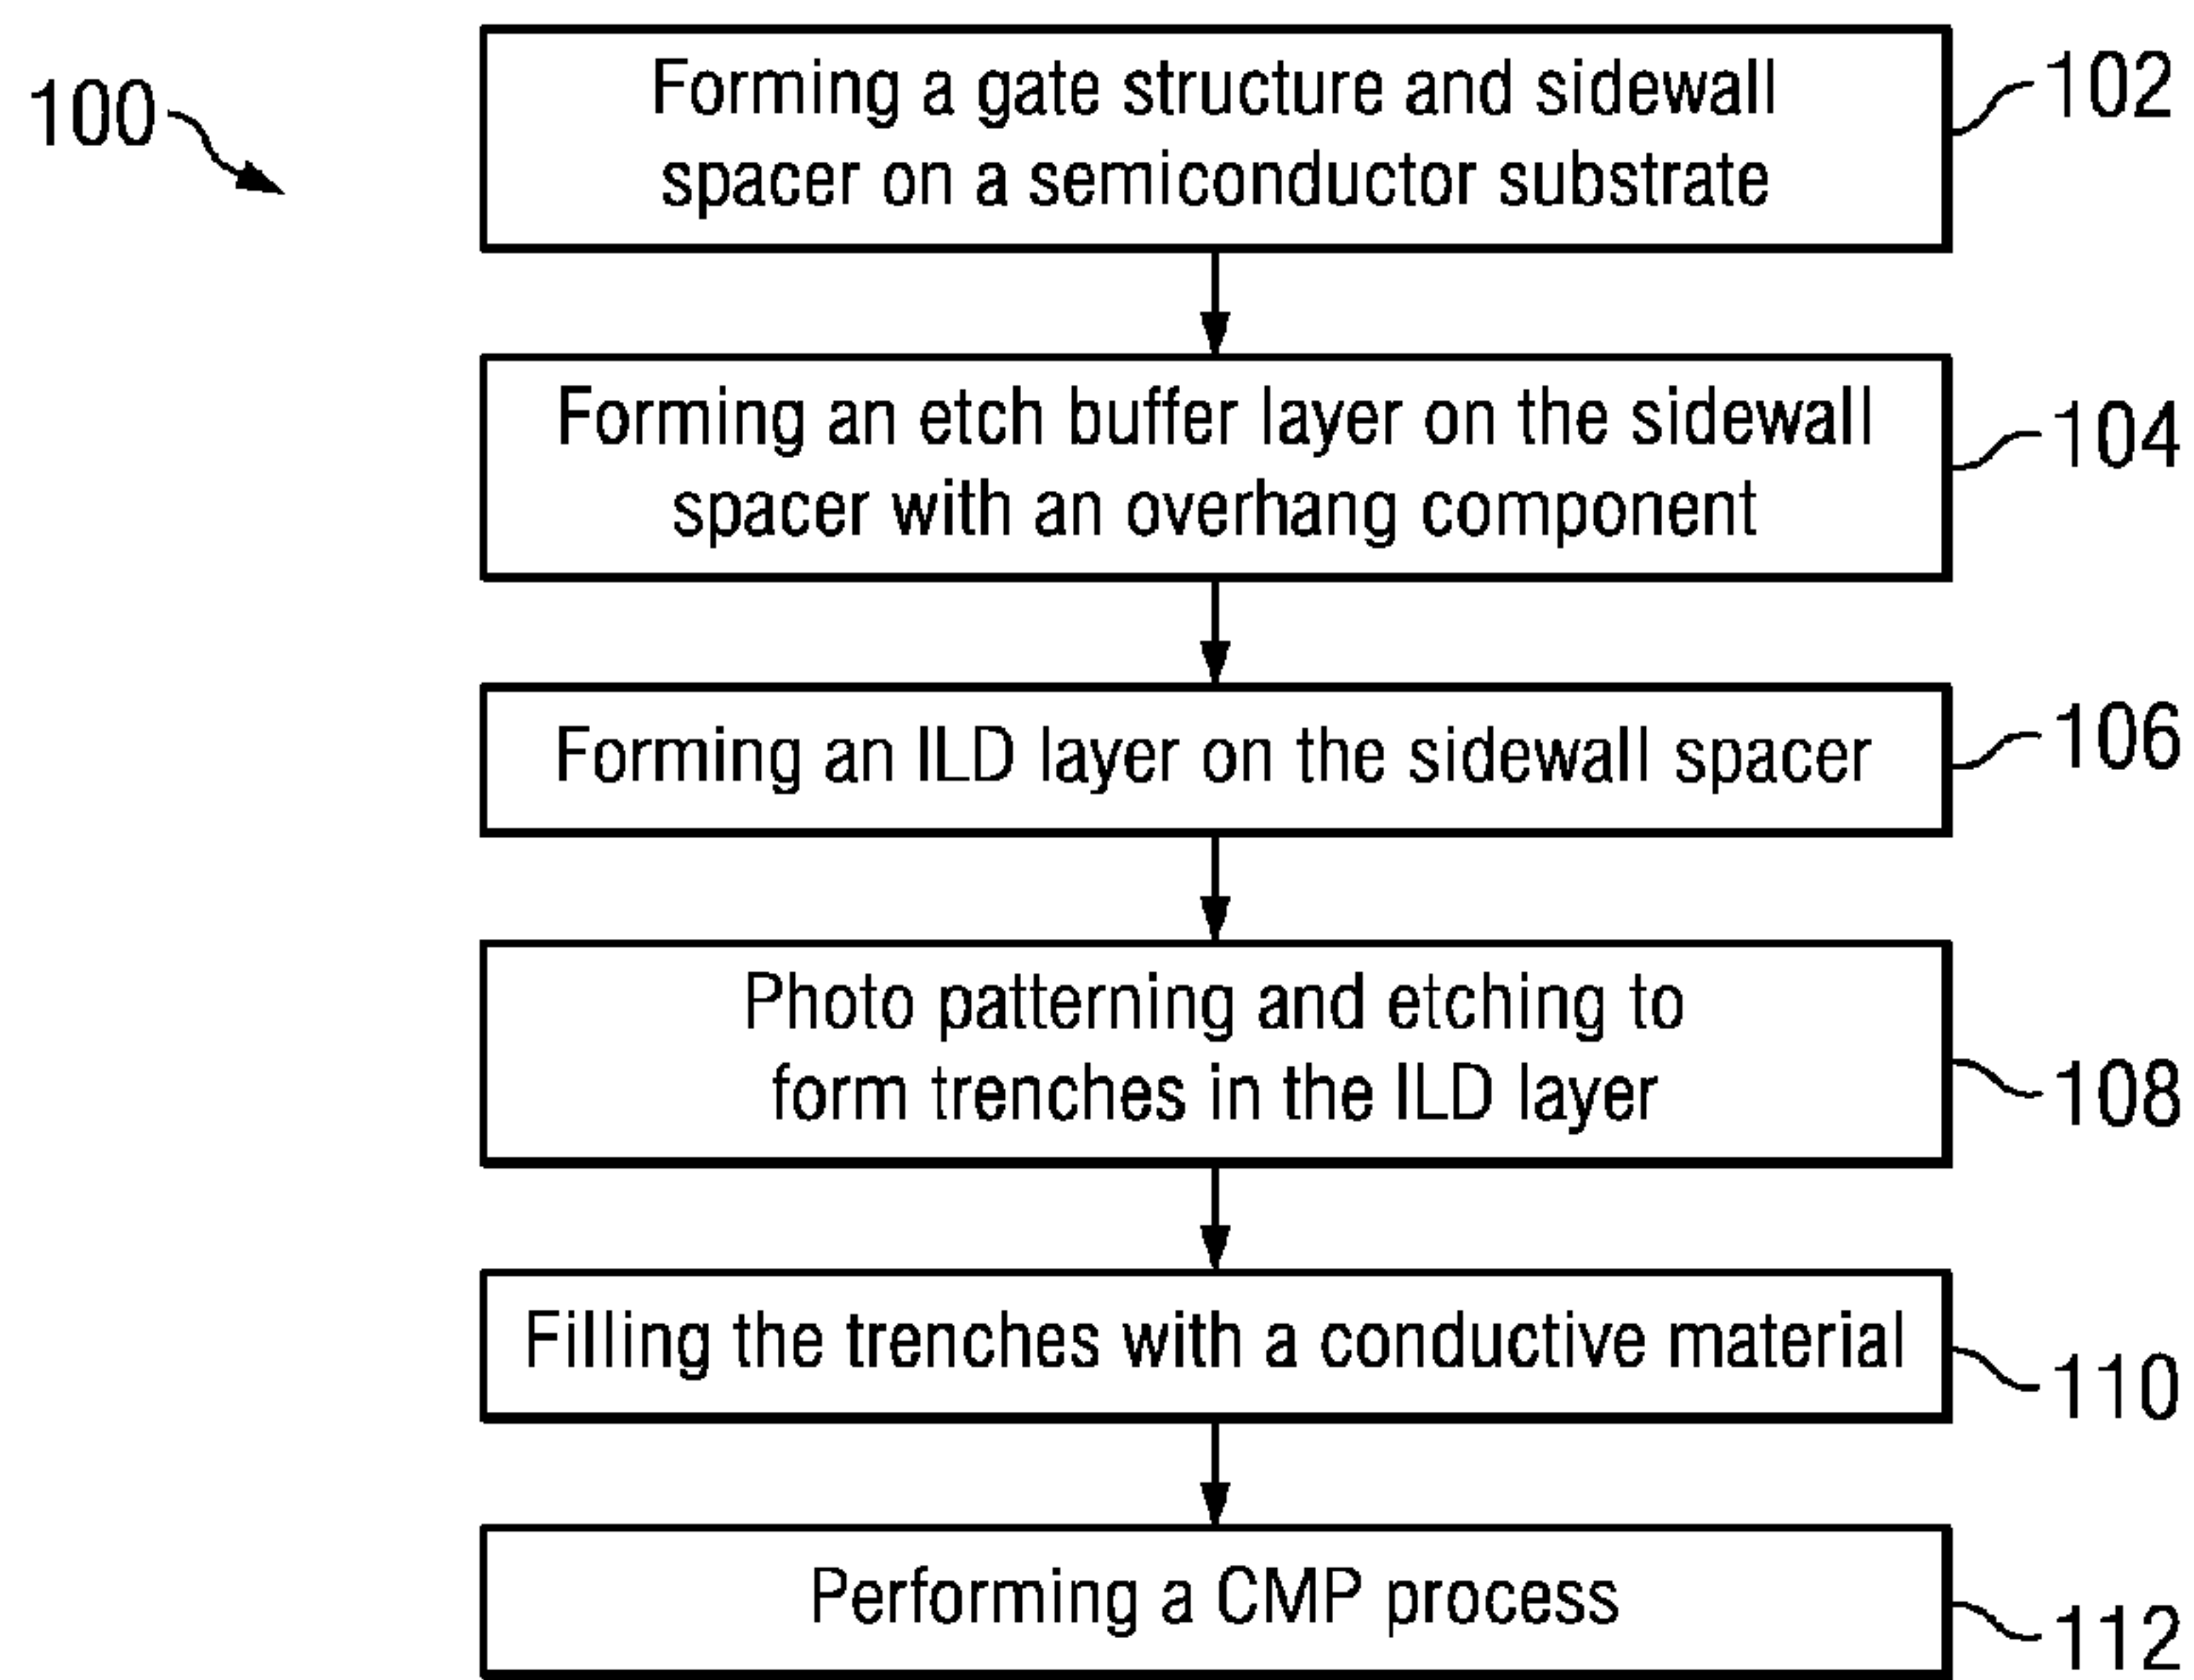 100
Forming a gate structure and sidewall
spacer on a semiconductor substrate
102
Forming an etch buffer layer on the sidewall
spacer with an overhang component
104
Forming an ILD layer on the sidewall spacer
106
Photo patterning and etching to
form trenches in the ILD layer
108
Filling the trenches with a conductive material
110
Performing a CMP process
112